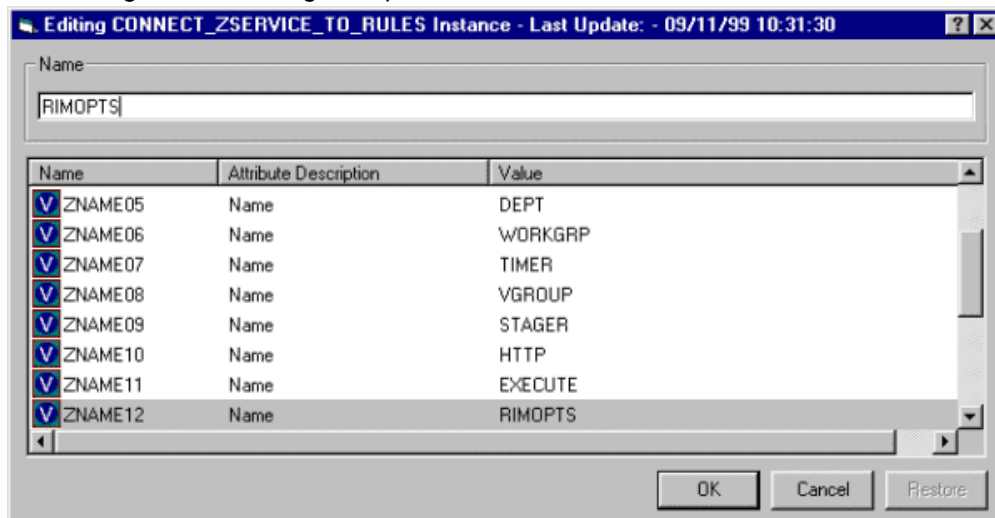 Editing CONNECT_ZSERVICE_TO_RULES Instance - Last Update: - 09/11/99 10:31:30
Name
RIMOPTS
Name Attribute Description Value
V ZNAME05 Name DEPT
V ZNAME06 Name WORKGRP
V ZNAME07 Name TIMER
V ZNAME08 Name VGROUP
V ZNAME09 Name STAGER
V ZNAME10 Name HTTP
V ZNAME11 Name EXECUTE
V ZNAME12 Name RIMOPTS
OK Cancel Restore